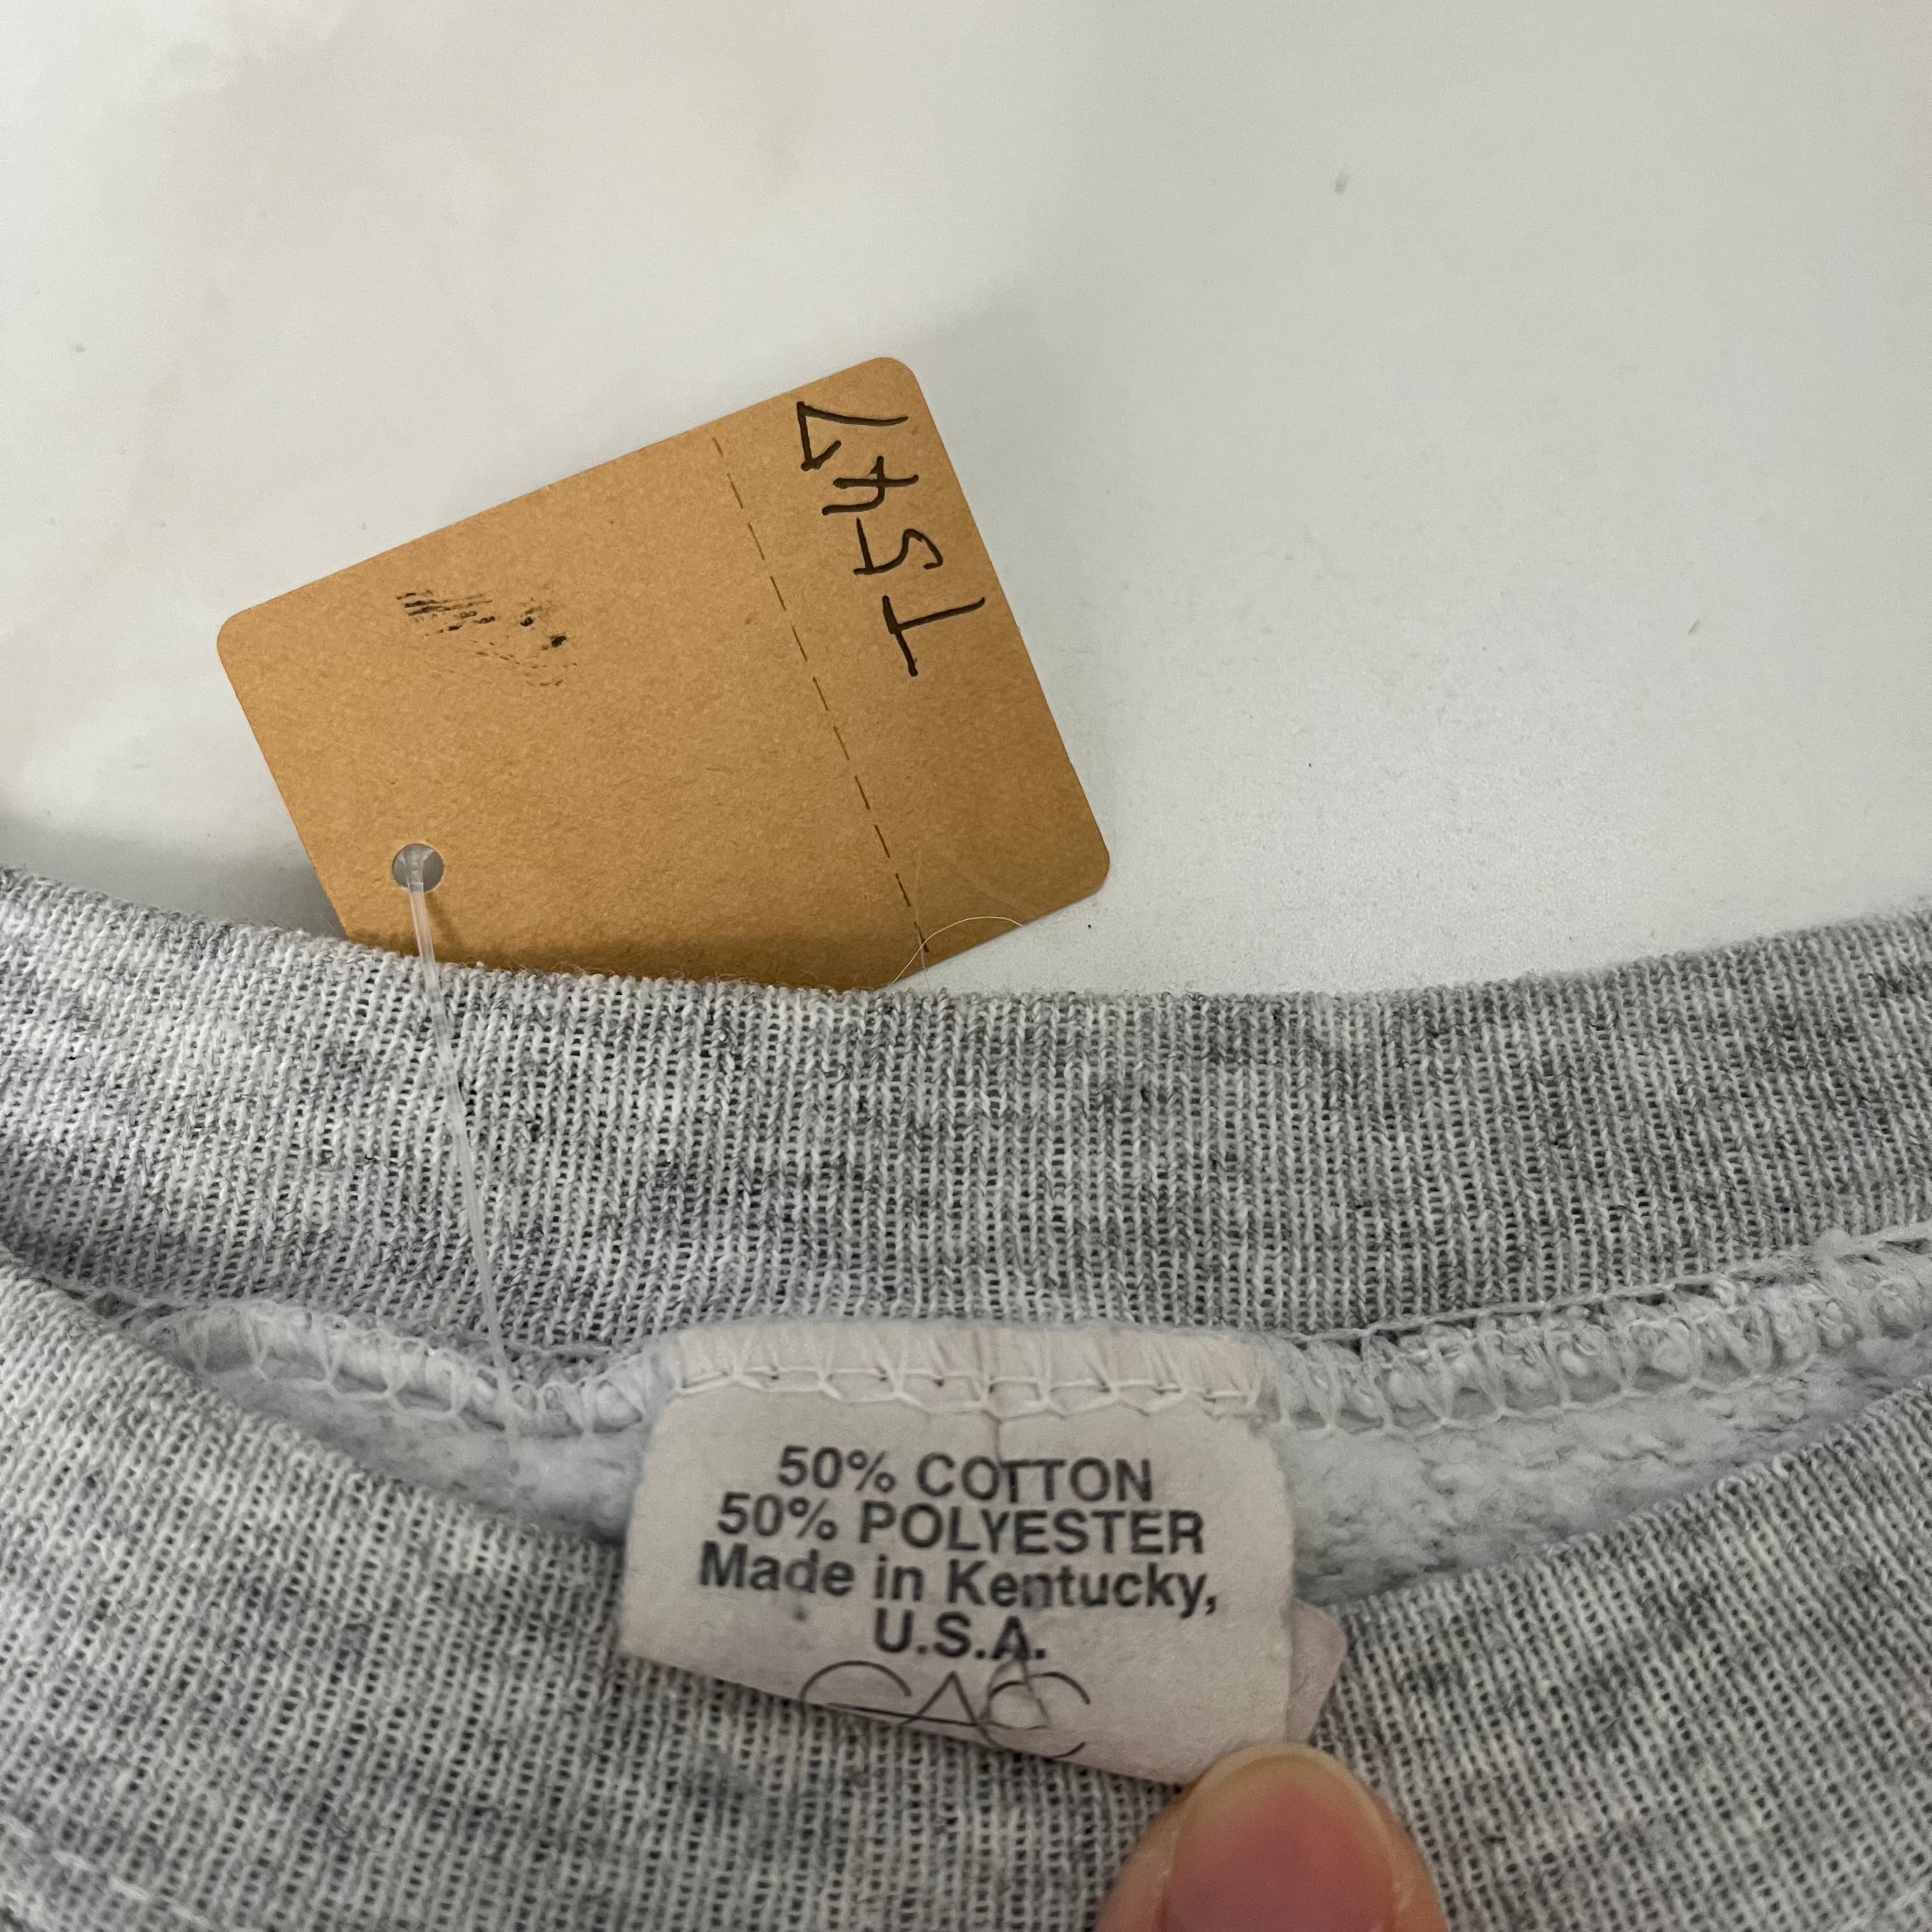 T547
50% COTTON
50% POLYESTER
Made in Kentucky,
U.S.A.